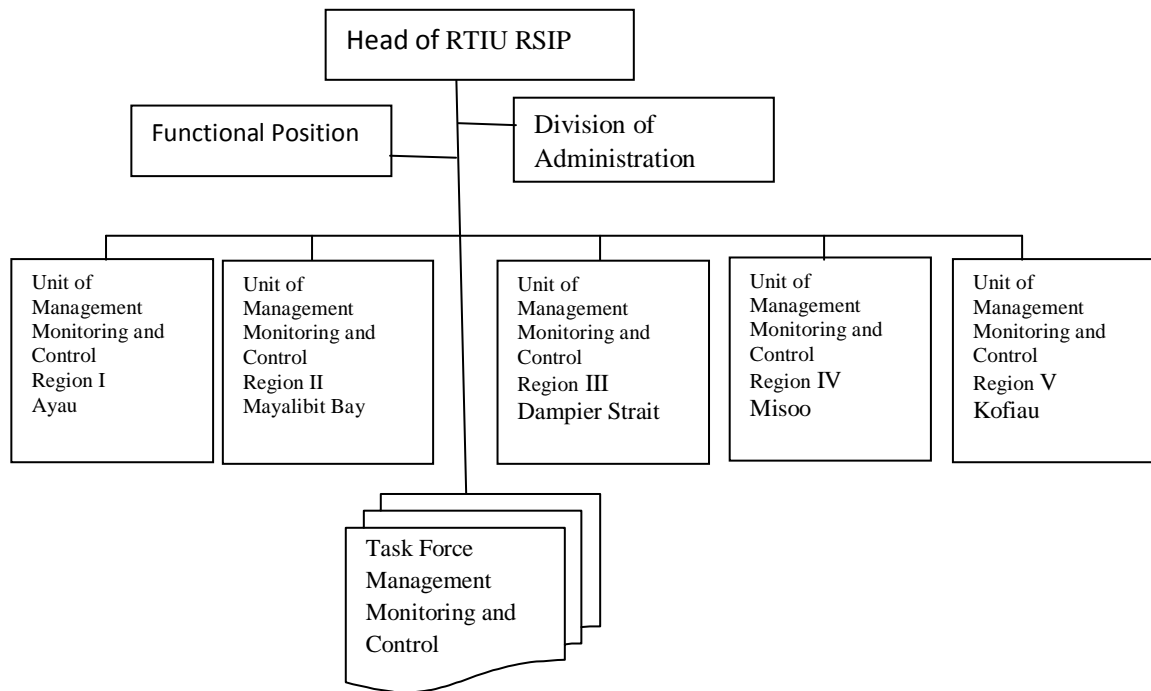 Head of RTIU RSIP
Functional Position
Division of
Administration
Unit of
Management
Monitoring and
Control
Region I
Ayau
Unit of
Management
Monitoring and
Control
Region II
Mayalibit Bay
Unit of
Management
Monitoring and
Control
Region III
Dampier Strait
Unit of
Management
Monitoring and
Control
Region IV
Misoo
Unit of
Management
Monitoring and
Control
Region V
Kofiau
Task Force
Management
Monitoring and
Control